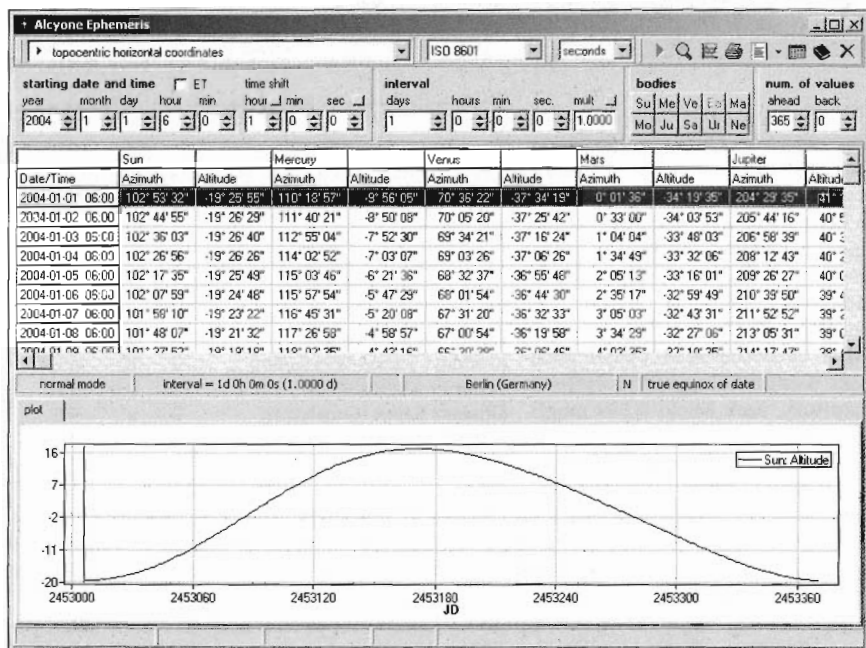 Alcyone Ephemeris
topocentric horizontal coordinates ISO 8601 seconds
starting date and time ET time shift interval bodies num. of values
year month day hour min hour min sec days hours min sec. mult Su Me Ve Ea Ma ahead back
2004 1 1 6 0 1 0 0 1 0 0 0 1.0000 Mo Ju Sa Ur Ne 365 0
Sun Mercury Venus Mars Jupiter
Date/Time Azimuth Altitude Azimuth Altitude Azimuth Altitude Azimuth Altitude Azimuth Altitude
2004-01-01 06:00 102° 53' 32" -19° 25' 55" 110° 18' 57" -9° 56' 05" 70° 36' 22" -37° 34' 19" 0° 01' 36" -34° 19' 35" 204° 29' 35" 41°
2004-01-02 06:00 102° 44' 55" -19° 26' 29" 111° 40' 21" -8° 50' 08" 70° 05' 20" -37° 25' 42" 0° 33' 00" -34° 03' 53" 205° 44' 16" 40°
2004-01-03 06:00 102° 36' 03" -19° 26' 40" 112° 55' 04" -7° 52' 30" 69° 34' 21" -37° 16' 24" 1° 04' 04" -33° 48' 03" 206° 58' 39" 40°
2004-01-04 06:00 102° 26' 56" -19° 26' 26" 114° 02' 52" -7° 03' 07" 69° 03' 26" -37° 06' 26" 1° 34' 49" -33° 32' 06" 208° 12' 43" 40°
2004-01-05 06:00 102° 17' 35" -19° 25' 49" 115° 03' 46" -6° 21' 36" 68° 32' 37" -36° 55' 48" 2° 05' 13" -33° 16' 01" 209° 26' 27" 40°
2004-01-06 06:00 102° 07' 59" -19° 24' 48" 115° 57' 54" -5° 47' 29" 68° 01' 54" -36° 44' 30" 2° 35' 17" -32° 59' 49" 210° 39' 50" 39°
2004-01-07 06:00 101° 58' 10" -19° 23' 22" 116° 45' 31" -5° 20' 08" 67° 31' 20" -36° 32' 33" 3° 05' 03" -32° 43' 31" 211° 52' 52" 39°
2004-01-08 06:00 101° 48' 07" -19° 21' 32" 117° 26' 58" -4° 58' 57" 67° 00' 54" -36° 19' 58" 3° 34' 29" -32° 27' 06" 213° 05' 31" 39°
normal mode interval = 1d 0h 0m 0s (1.0000 d) Berlin (Germany) N true equinox of date
plot
Sun: Altitude
16
7
-2
-11
-20
2453000 2453060 2453120 2453180 2453240 2453300 2453360
JD